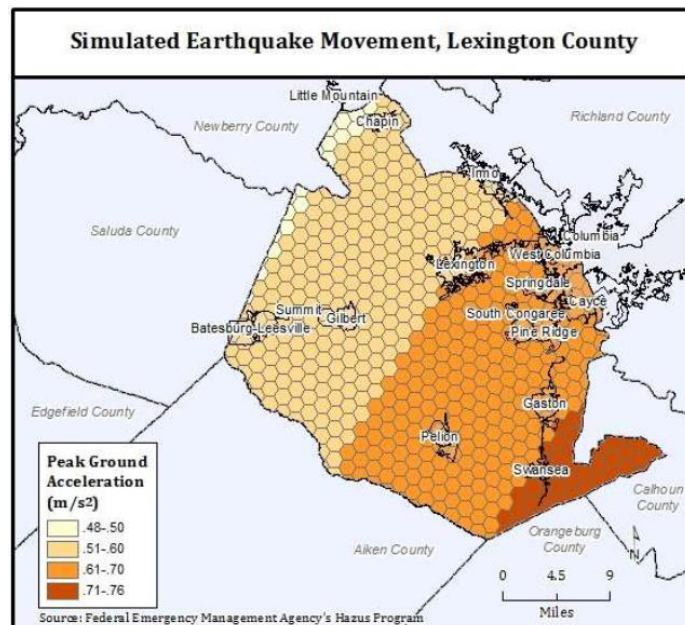 Simulated Earthquake Movement, Lexington County
Little Mountain
Chapin
Newberry County
Richland County
Irmo
Saluda County
Columbia
West Columbia
Lexington
Springdale
Cayce
Summit
Gilbert
South Congaree
Batesburg-Leesville
Pine Ridge
Edgefield County
Gaston
Pelion
Swansea
Calhoun
County
Orangeburg
County
Aiken County
N
Peak Ground
Acceleration
(m/s2)
.48-.50
.51-.60
.61-.70
.71-.76
0 4.5 9
Miles
Source: Federal Emergency Management Agency's Hazus Program